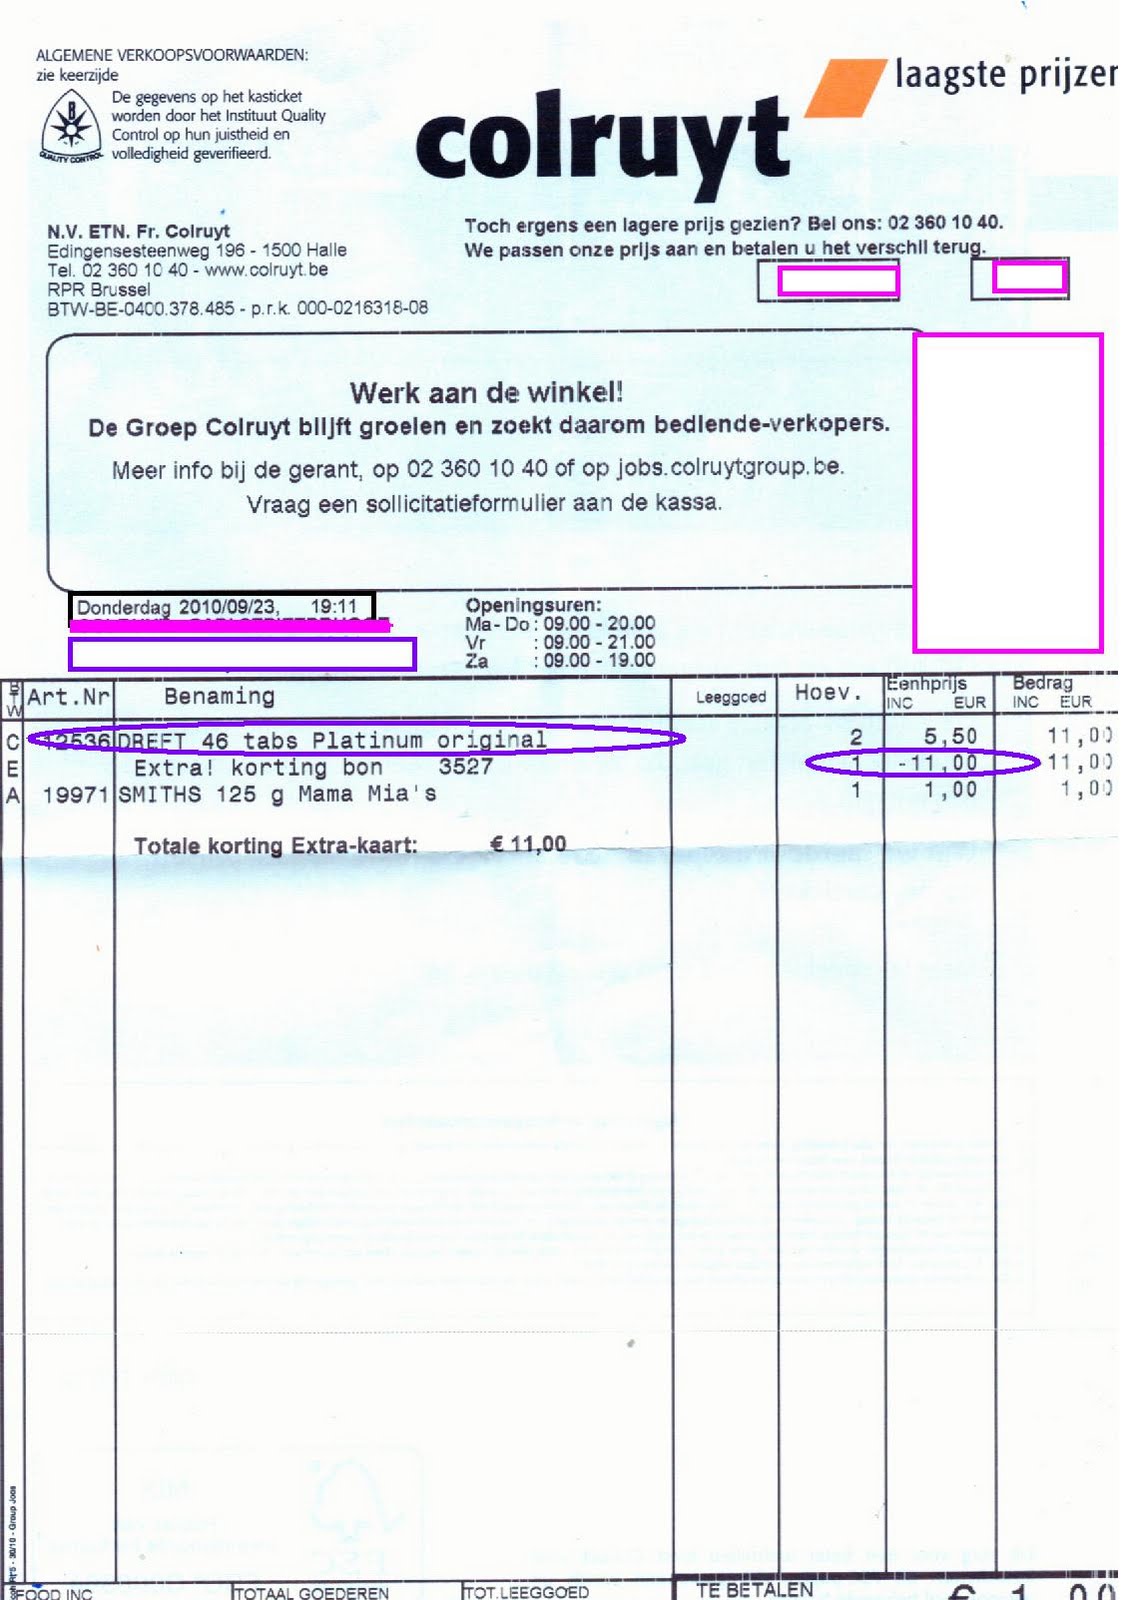 ALGEMENE VERKOOPSVOORWAARDEN:
zie keerzijde
De gegevens op het kasticket
worden door het Instituut Quality
Control op hun juistheid en
volledigheid geverifieerd.
B
QUALITY CONTROL
colruyt
laagste prijzen
N.V. ETN. Fr. Colruyt
Edingensesteenweg 196 - 1500 Halle
Tel. 02 360 10 40 - www.colruyt.be
RPR Brussel
BTW-BE-0400.378.485 - p.r.k. 000-0216318-08
Toch ergens een lagere prijs gezien? Bel ons: 02 360 10 40.
We passen onze prijs aan en betalen u het verschil terug.
Werk aan de winkel!
De Groep Colruyt blijft groeien en zoekt daarom bediende-verkopers.
Meer info bij de gerant, op 02 360 10 40 of op jobs.colruytgroup.be.
Vraag een sollicitatieformulier aan de kassa.
Donderdag 2010/09/23, 19:11
Openingsuren:
Ma- Do : 09.00 - 20.00
Vr : 09.00 - 21.00
Za : 09.00 - 19.00
BTW Art.Nr Benaming Leeggoed Hoev. Eenhprijs INC EUR Bedrag INC EUR
C 12536 DREFT 46 tabs Platinum original 2 5,50 11,00
E Extra! korting bon 3527 1 -11,00 11,00
A 19971 SMITHS 125 g Mama Mia's 1 1,00 1,00
Totale korting Extra-kaart: € 11,00
30/10 - Group Joos
FOOD INC TOTAAL GOEDEREN TOT.LEEGGOED TE BETALEN